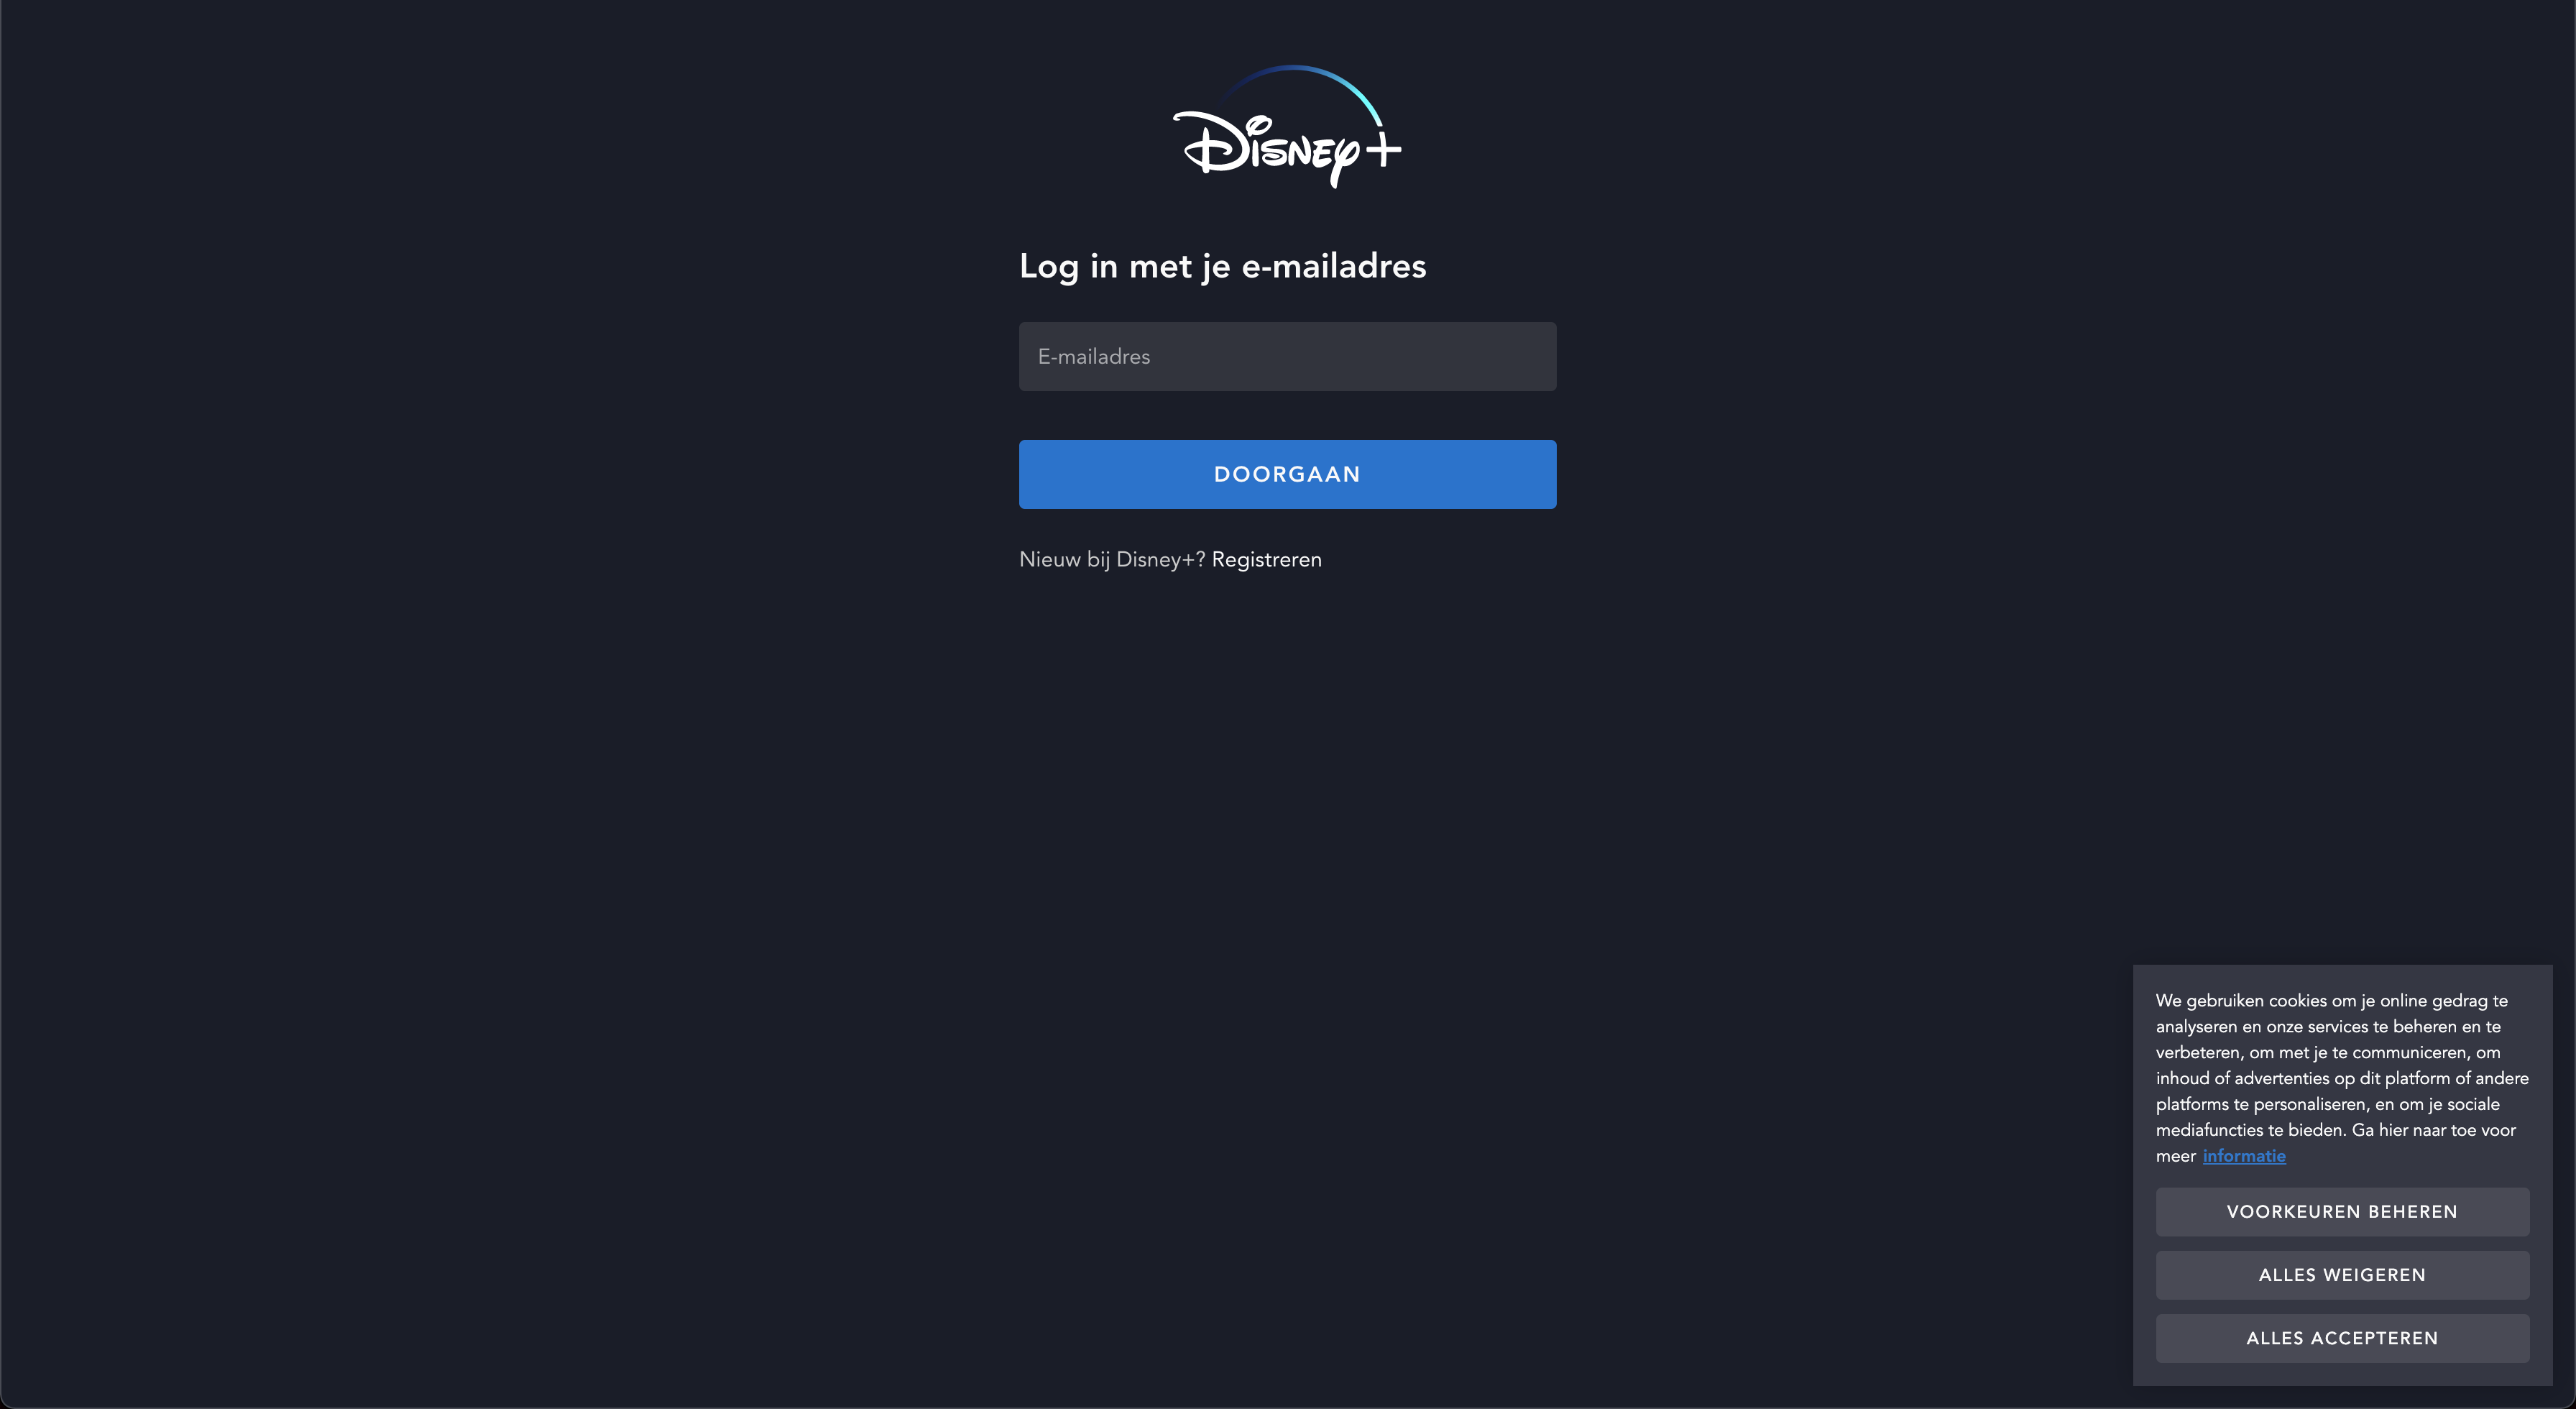 Disney+
Log in met je e-mailadres
E-mailadres
DOORGAAN
Nieuw bij Disney+? Registreren
We gebruiken cookies om je online gedrag te
analyseren en onze services te beheren en te
verbeteren, om met je te communiceren, om
inhoud of advertenties op dit platform of andere
platforms te personaliseren, en om je sociale
mediafuncties te bieden. Ga hier naar toe voor
meer informatie
VOORKEUREN BEHEREN
ALLES WEIGEREN
ALLES ACCEPTEREN